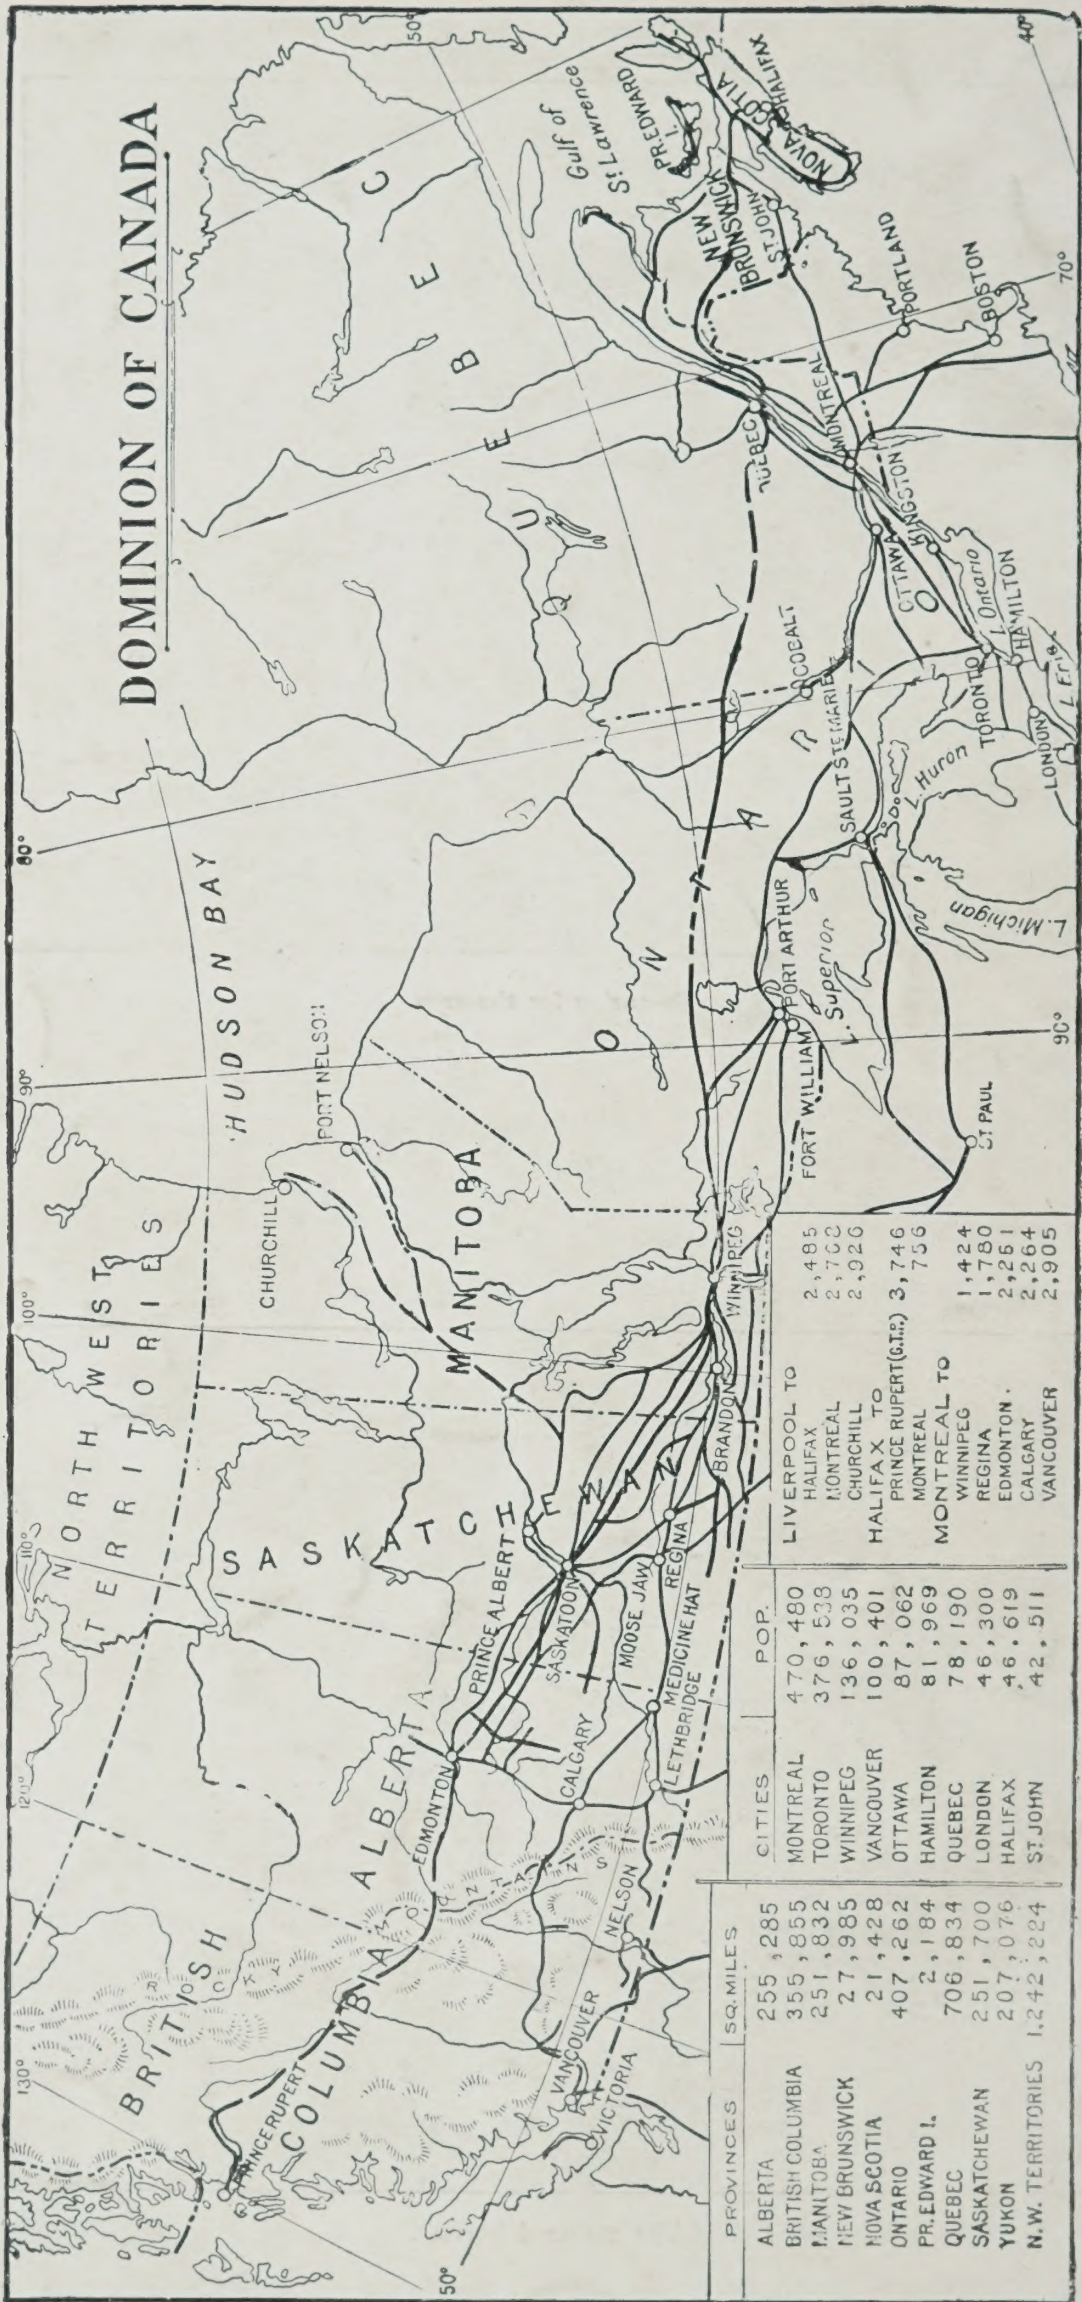 DOMINION OF CANADA
130°
120°
110°
100°
90°
80°
50°
50°
40°
70°
90°
NORTH WEST
TERRITORIES
HUDSON BAY
BRITISH
COLUMBIA
ROCKY
MOUNTAINS
ALBERTA
SASKATCHEWAN
MANITOBA
ONTARIO
QUEBEC
PRINCE RUPERT
VANCOUVER
VICTORIA
NELSON
EDMONTON
CALGARY
LETHBRIDGE
MEDICINE HAT
PRINCE ALBERT
SASKATOON
MOOSE JAW
REGINA
BRANDON
WINNIPEG
CHURCHILL
PORT NELSON
FORT WILLIAM
PORT ARTHUR
L. Superior
ST PAUL
L. Michigan
SAULT STE MARIE
L. Huron
COBALT
TORONTO
LONDON
L. Erie
HAMILTON
L Ontario
KINGSTON
OTTAWA
MONTREAL
QUEBEC
BOSTON
PORTLAND
NEW
BRUNSWICK
ST JOHN
Gulf of
St Lawrence
PR. EDWARD
I.
NOVA SCOTIA
HALIFAX
PROVINCES SQ. MILES
ALBERTA 255,285
BRITISH COLUMBIA 355,855
MANITOBA 251,832
NEW BRUNSWICK 27,985
NOVA SCOTIA 21,428
ONTARIO 407,262
PR. EDWARD I. 2,184
QUEBEC 706,834
SASKATCHEWAN 251,700
YUKON 207,076
N.W. TERRITORIES 1,242,224
CITIES POP.
MONTREAL 470,480
TORONTO 376,538
WINNIPEG 136,035
VANCOUVER 100,401
OTTAWA 87,062
HAMILTON 81,969
QUEBEC 78,190
LONDON 46,300
HALIFAX 46,619
ST JOHN 42,511
LIVERPOOL TO
HALIFAX 2,485
MONTREAL
CHURCHILL 2,926
HALIFAX TO
PRINCE RUPERT (G.T.P.) 3,746
MONTREAL 756
MONTREAL TO
WINNIPEG 1,424
REGINA 1,780
EDMONTON. 2,251
CALGARY 2,264
VANCOUVER 2,905